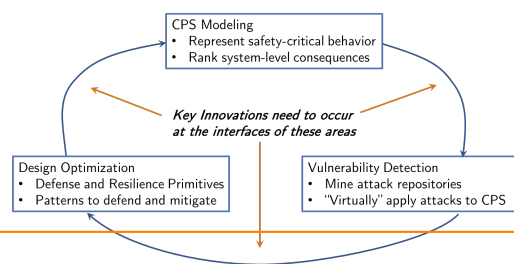 CPS Modeling
• Represent safety-critical behavior
• Rank system-level consequences
Key Innovations need to occur
at the interfaces of these areas
Design Optimization
• Defense and Resilience Primitives
• Patterns to defend and mitigate
Vulnerability Detection
• Mine attack repositories
• “Virtually” apply attacks to CPS